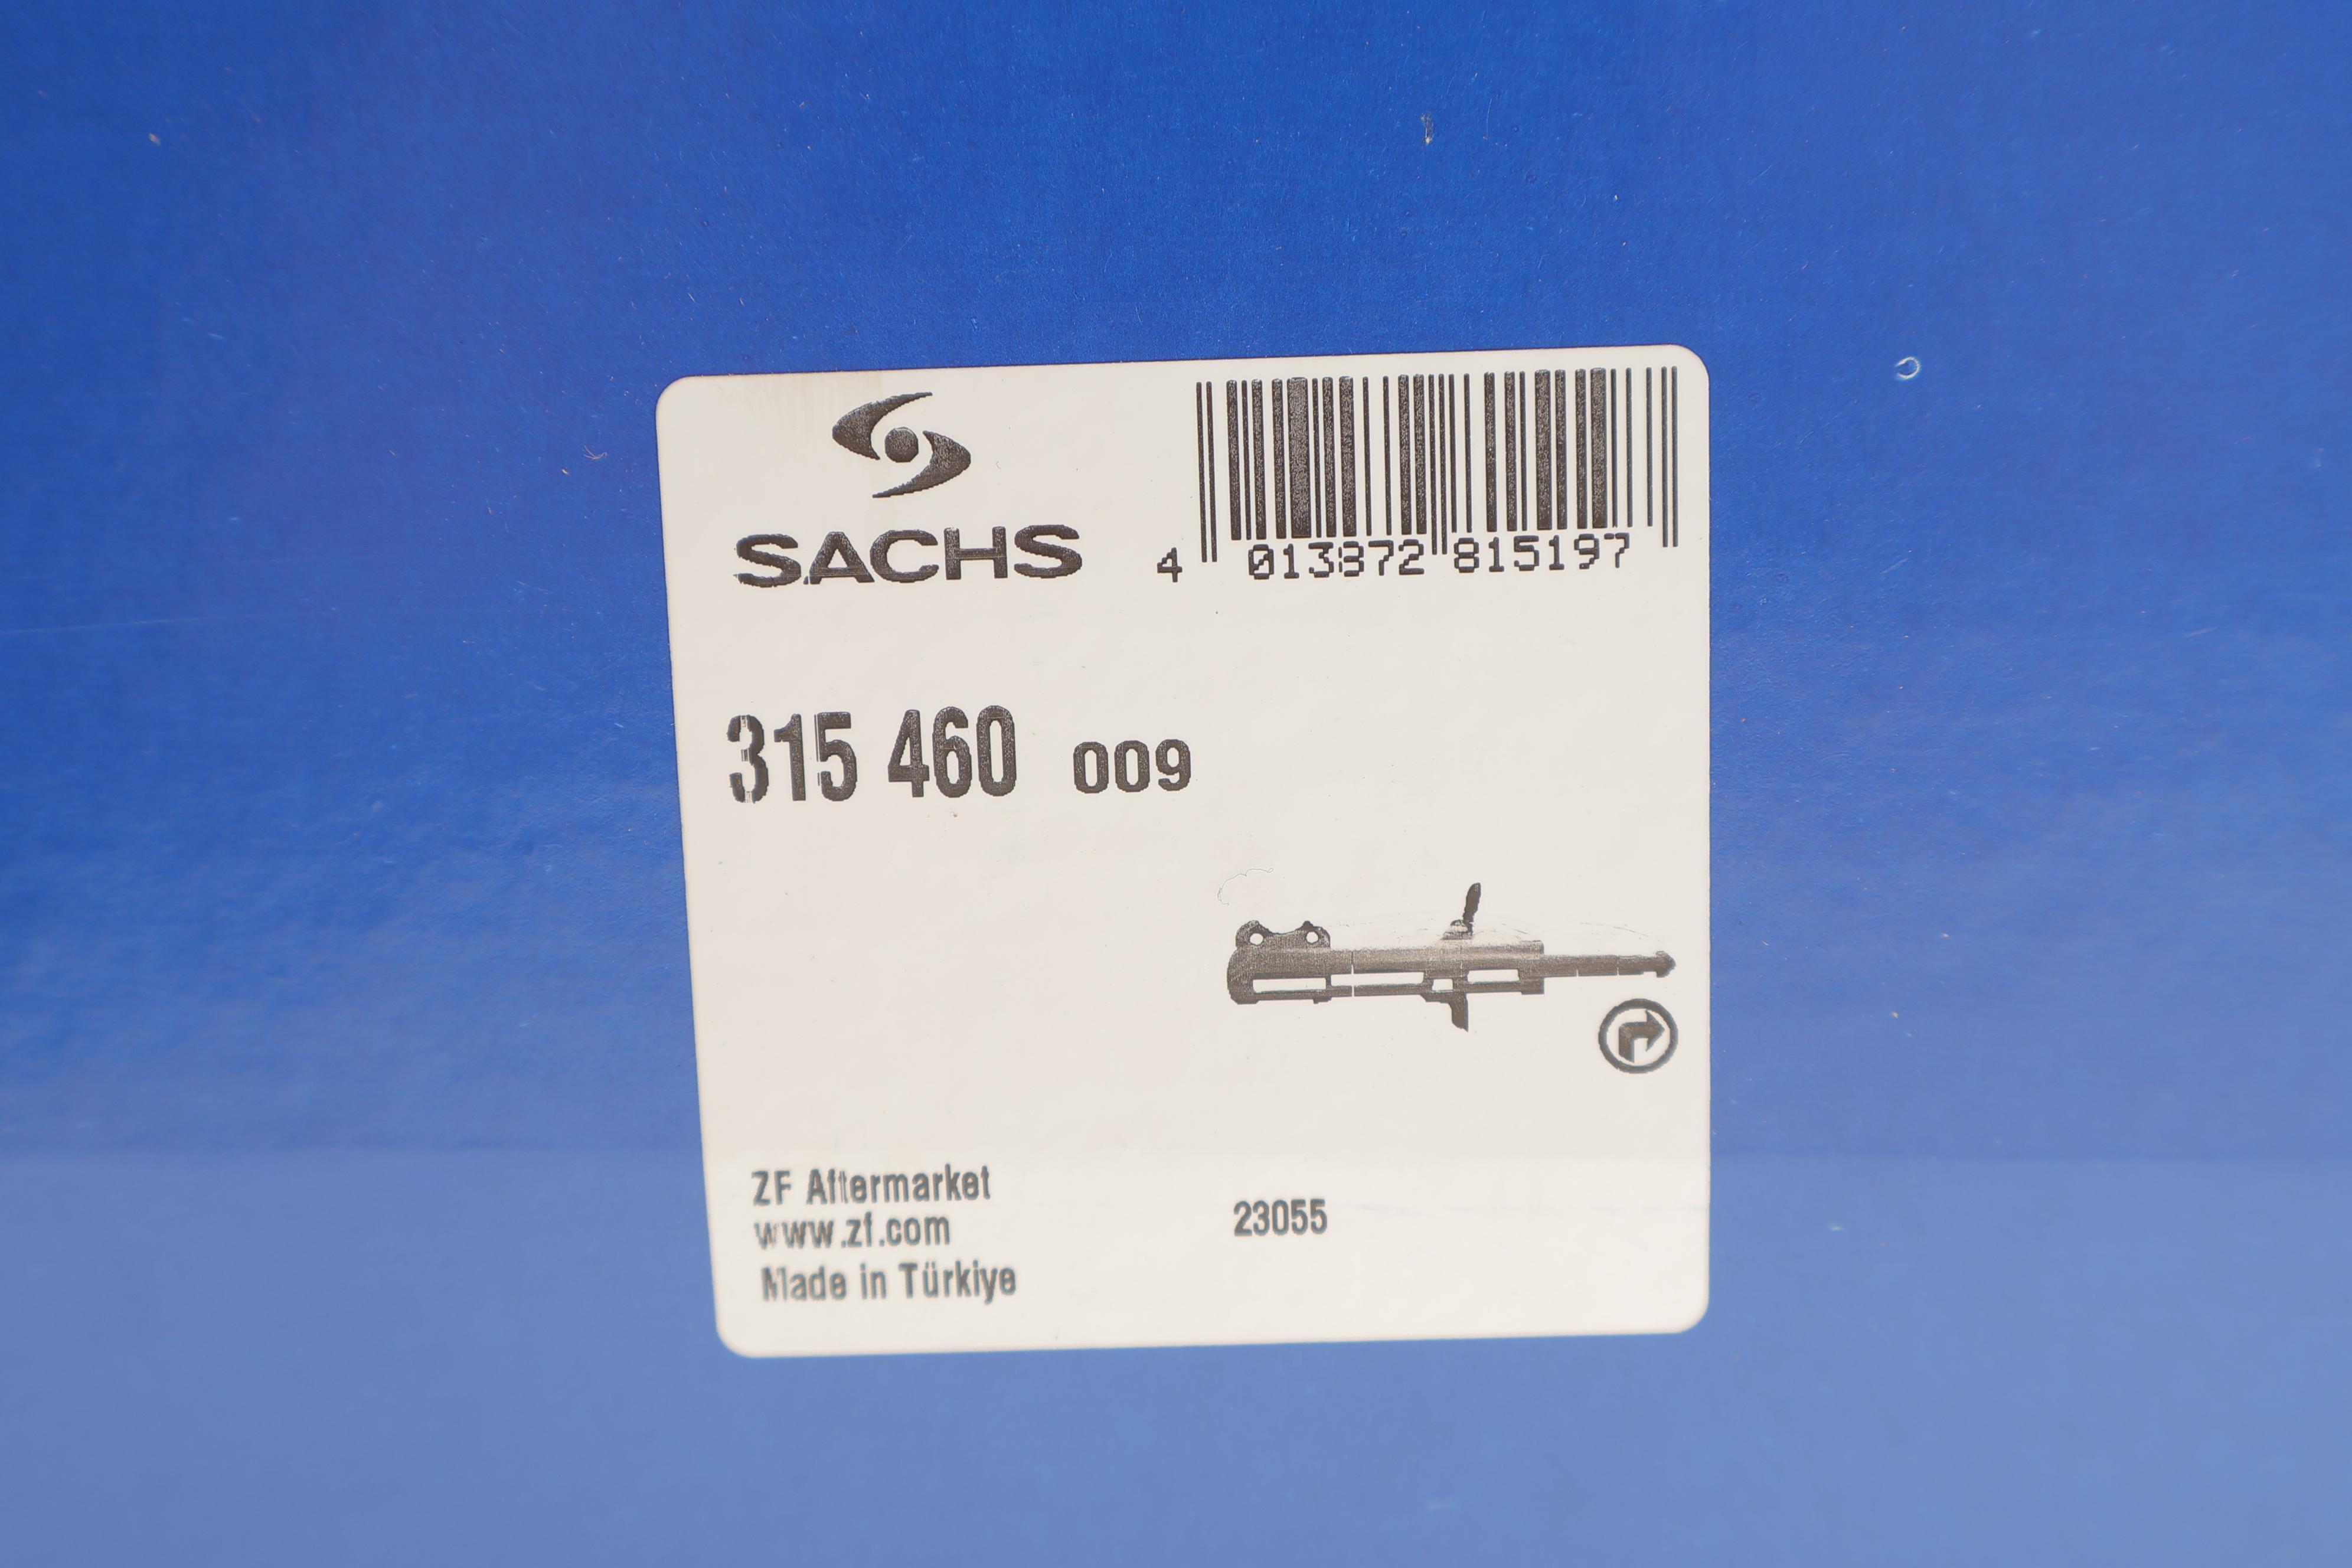 SACHS
4 013872 815197
315 460 009
ZF Aftermarket
www.zf.com
23055
Made in Türkiye